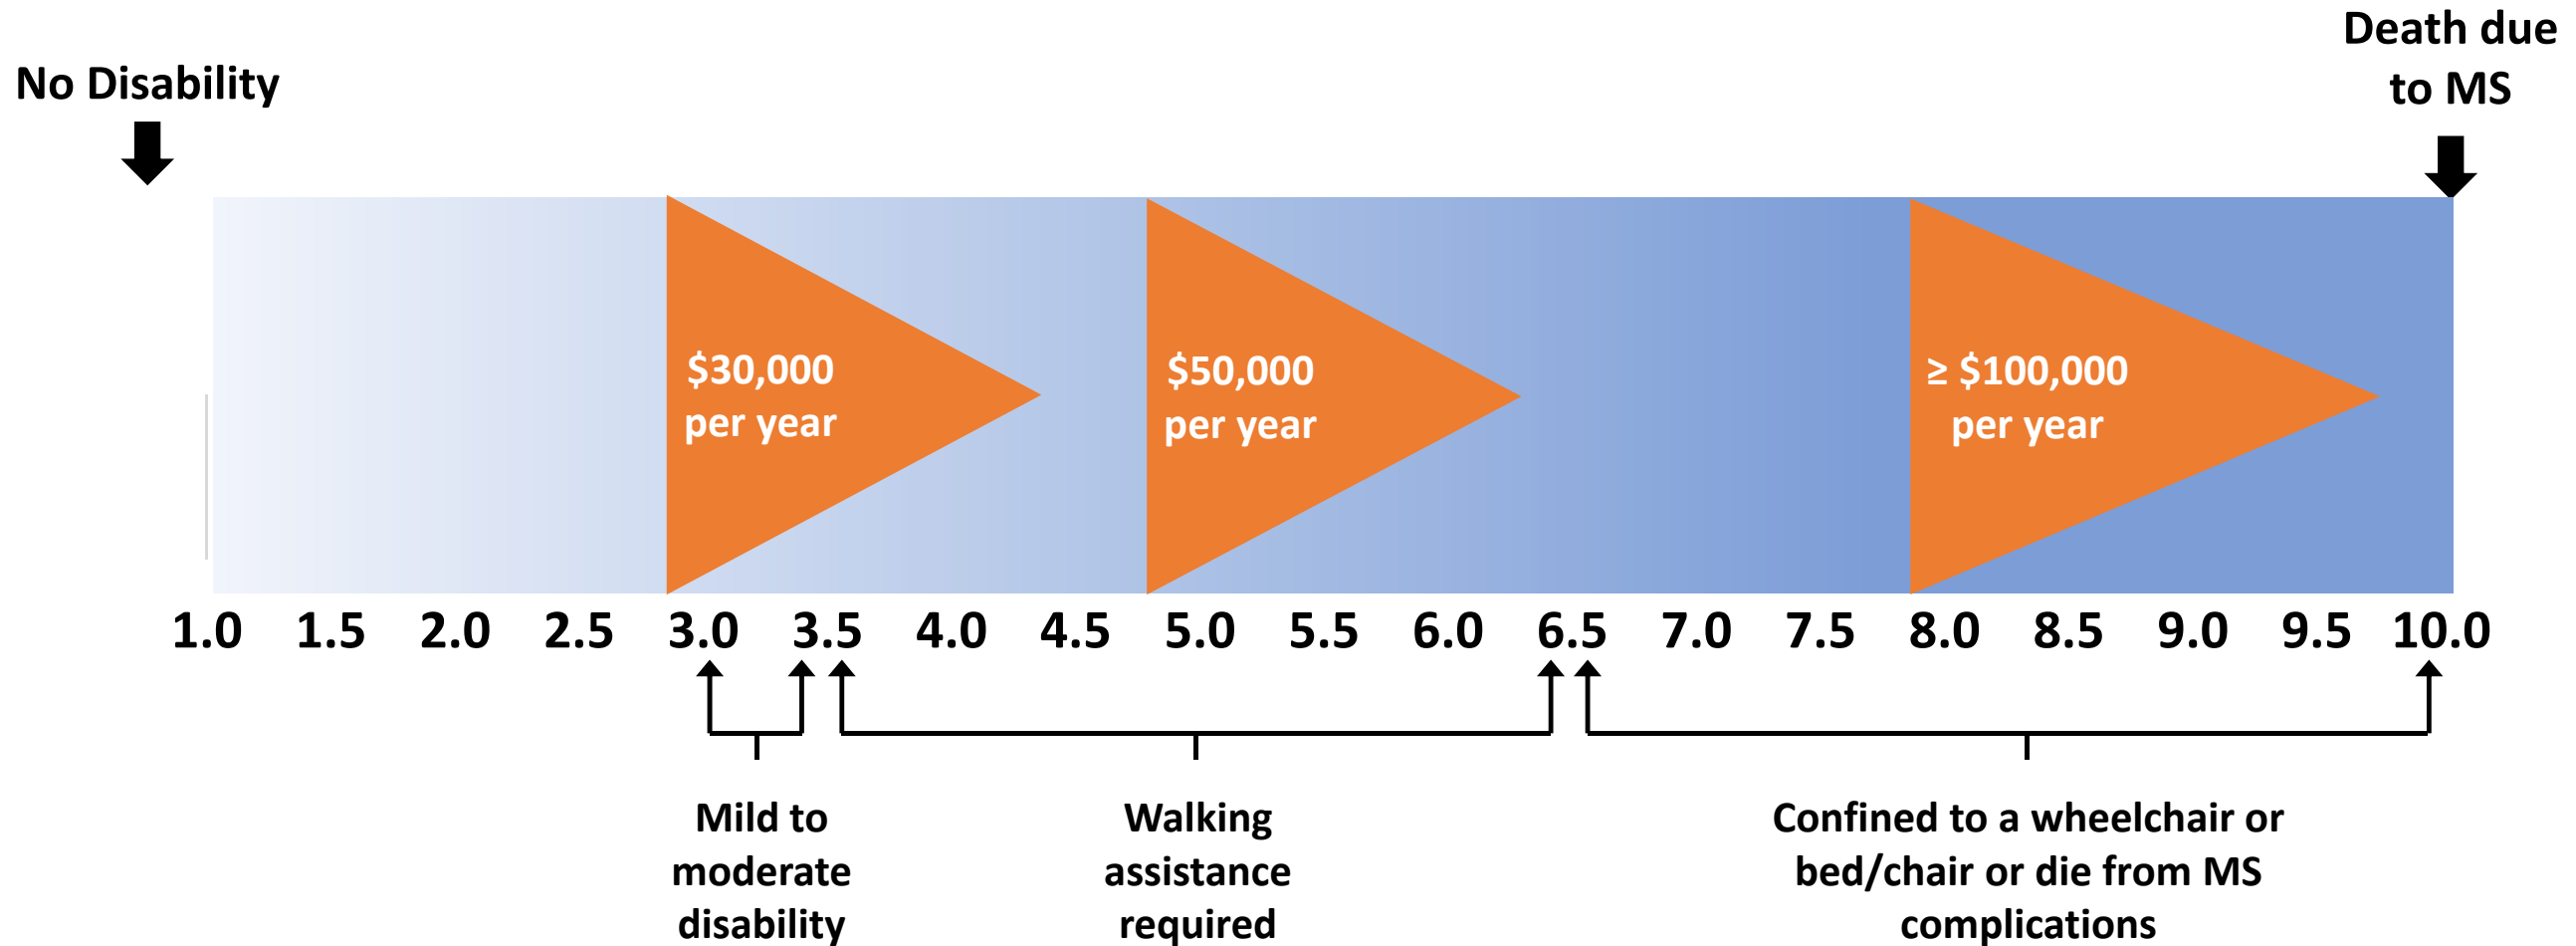 Death due
to MS
No Disability
$30,000
per year
$50,000
per year
≥ $100,000
per year
1.0 1.5 2.0 2.5 3.0 3.5 4.0 4.5 5.0 5.5 6.0 6.5 7.0 7.5 8.0 8.5 9.0 9.5 10.0
Mild to
moderate
disability
Walking
assistance
required
Confined to a wheelchair or
bed/chair or die from MS
complications